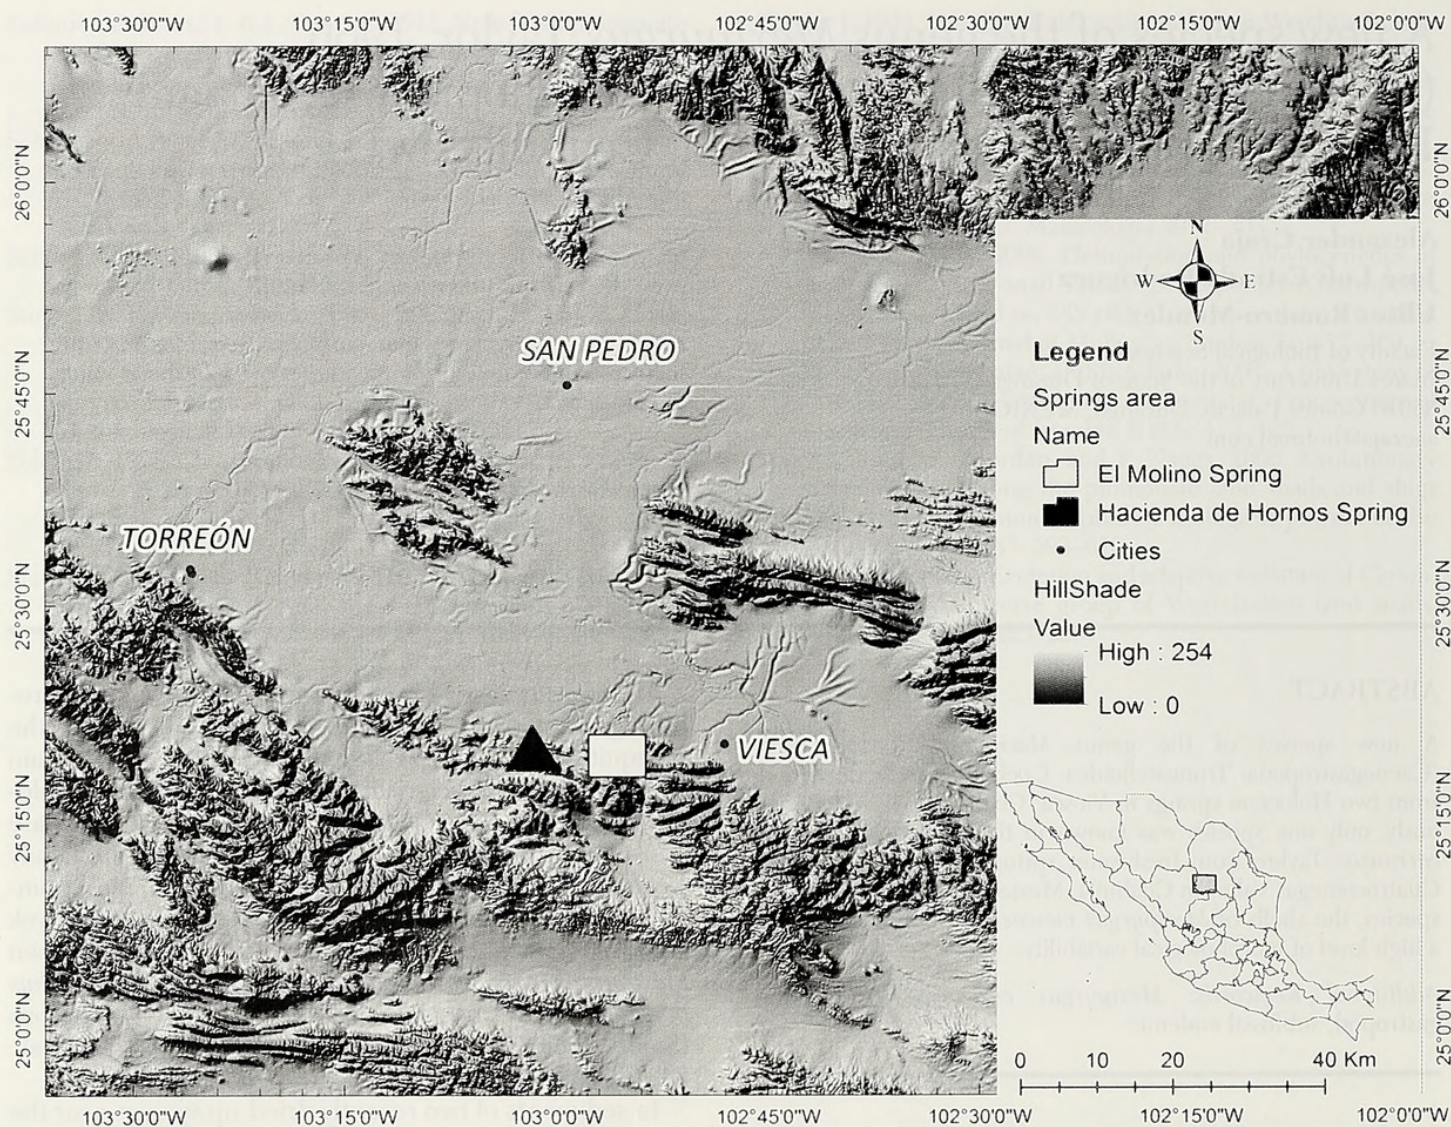 103°30'0"W 103°15'0"W 103°0'0"W 102°45'0"W 102°30'0"W 102°15'0"W 102°0'0"W
26°0'0"N
26°0'0"N
N
W E
S
SAN PEDRO
Legend
25°45'0"N
25°45'0"N
Springs area
Name
El Molino Spring
Hacienda de Hornos Spring
TORREÓN
Cities
25°30'0"N
25°30'0"N
HillShade
Value
High : 254
Low : 0
VIESCA
25°15'0"N
25°15'0"N
25°0'0"N
25°0'0"N
0 10 20 40 Km
103°30'0"W 103°15'0"W 103°0'0"W 102°45'0"W 102°30'0"W 102°15'0"W 102°0'0"W